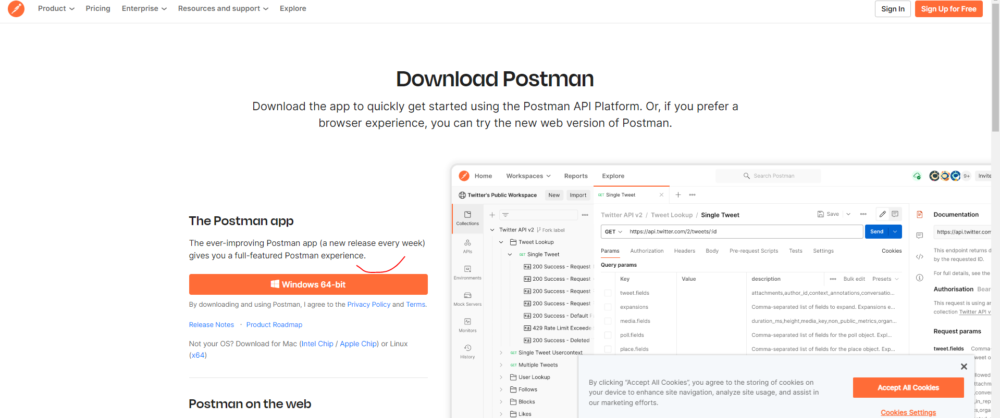 Product
Pricing
Enterprise
Resources and support
Explore
Sign In
Sign Up for Free
Download Postman
Download the app to quickly get started using the Postman API Platform. Or, if you prefer a
browser experience, you can try the new web version of Postman.
The Postman app
The ever-improving Postman app (a new release every week)
gives you a full-featured Postman experience.
Windows 64-bit
By downloading and using Postman, I agree to the Privacy Policy and Terms.
Release Notes · Product Roadmap
Not your OS? Download for Mac (Intel Chip / Apple Chip) or Linux
(x64)
Postman on the web
Home
Workspaces
Reports
Explore
Search Postman
9+
Invite
Twitter's Public Workspace
New
Import
GET Single Tweet
Collections
APIs
Environments
Mock Servers
Monitors
History
Twitter API v2
Fork label
Tweet Lookup
GET Single Tweet
200 Success - Request
200 Success - Request
200 Success - Request
200 Success - Request
200 Success - Default
429 Rate Limit Exceede
200 Success - Deleted
GET Single Tweet Usercontext
GET Multiple Tweets
User Lookup
Follows
Blocks
Likes
Twitter API v2 / Tweet Lookup / Single Tweet
Save
GET
https://api.twitter.com/2/tweets/:id
Send
Params
Authorization
Headers
Body
Pre-request Scripts
Tests
Settings
Cookies
Query params
Key
Value
description
Bulk edit
Presets
tweet.fields
attachments,author_id,context_annotations,conversatio...
expansions
Comma-separated list of fields to expand. Expansions e...
media.fields
duration_ms,height,media_key,non_public_metrics,organ...
poll.fields
Comma-separated list of fields for the poll object. Expl...
place.fields
Comma-separated list of fields for the place object. Exp...
Documentation
https://api.twitter.com
This endpoint returns d
by the requested ID.
For full details, see the
Authorisation Bear
This request is using an
collection Twitter API v
Request params
tweet.fields Comma-
weet o
llowed
ttachm
,conver
,in_rep
s,orga
By clicking “Accept All Cookies”, you agree to the storing of cookies on
your device to enhance site navigation, analyze site usage, and assist in
our marketing efforts.
Accept All Cookies
Cookies Settings